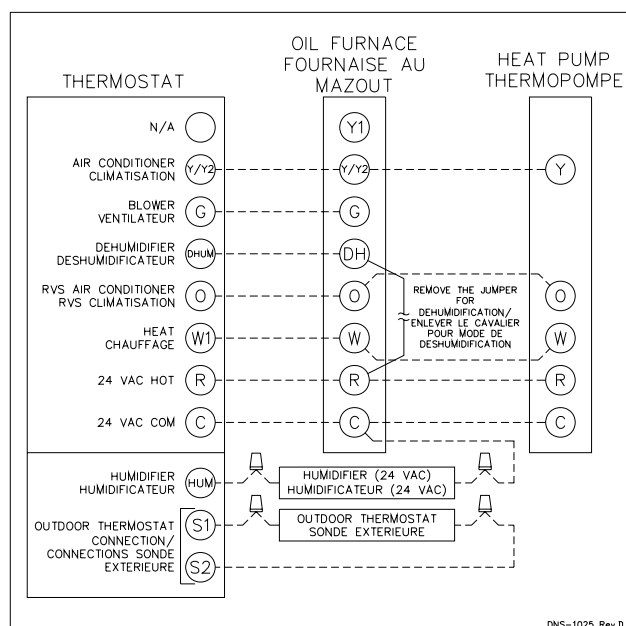 THERMOSTAT
OIL FURNACE
FOURNAISE AU
MAZOUT
HEAT PUMP
THERMOPOMPE
N/A
Y1
AIR CONDITIONER
CLIMATISATION
Y/Y2
Y/Y2
Y
BLOWER
VENTILATEUR
G
G
DEHUMIDIFIER
DESHUMIDIFICATEUR
DHUM
DH
RVS AIR CONDITIONER
RVS CLIMATISATION
O
O
O
REMOVE THE JUMPER
FOR
DEHUMIDIFICATION/
ENLEVER LE CAVALIER
POUR MODE DE
DESHUMIDIFICATION
HEAT
CHAUFFAGE
W1
W
W
24 VAC HOT
R
R
R
24 VAC COM
C
C
C
HUMIDIFIER
HUMIDIFICATEUR
HUM
HUMIDIFIER (24 VAC)
HUMIDIFICATEUR (24 VAC)
OUTDOOR THERMOSTAT
CONNECTION/
CONNECTIONS SONDE
EXTERIEURE
S1
S2
OUTDOOR THERMOSTAT
SONDE EXTERIEURE
DNS-1025 Rev.D